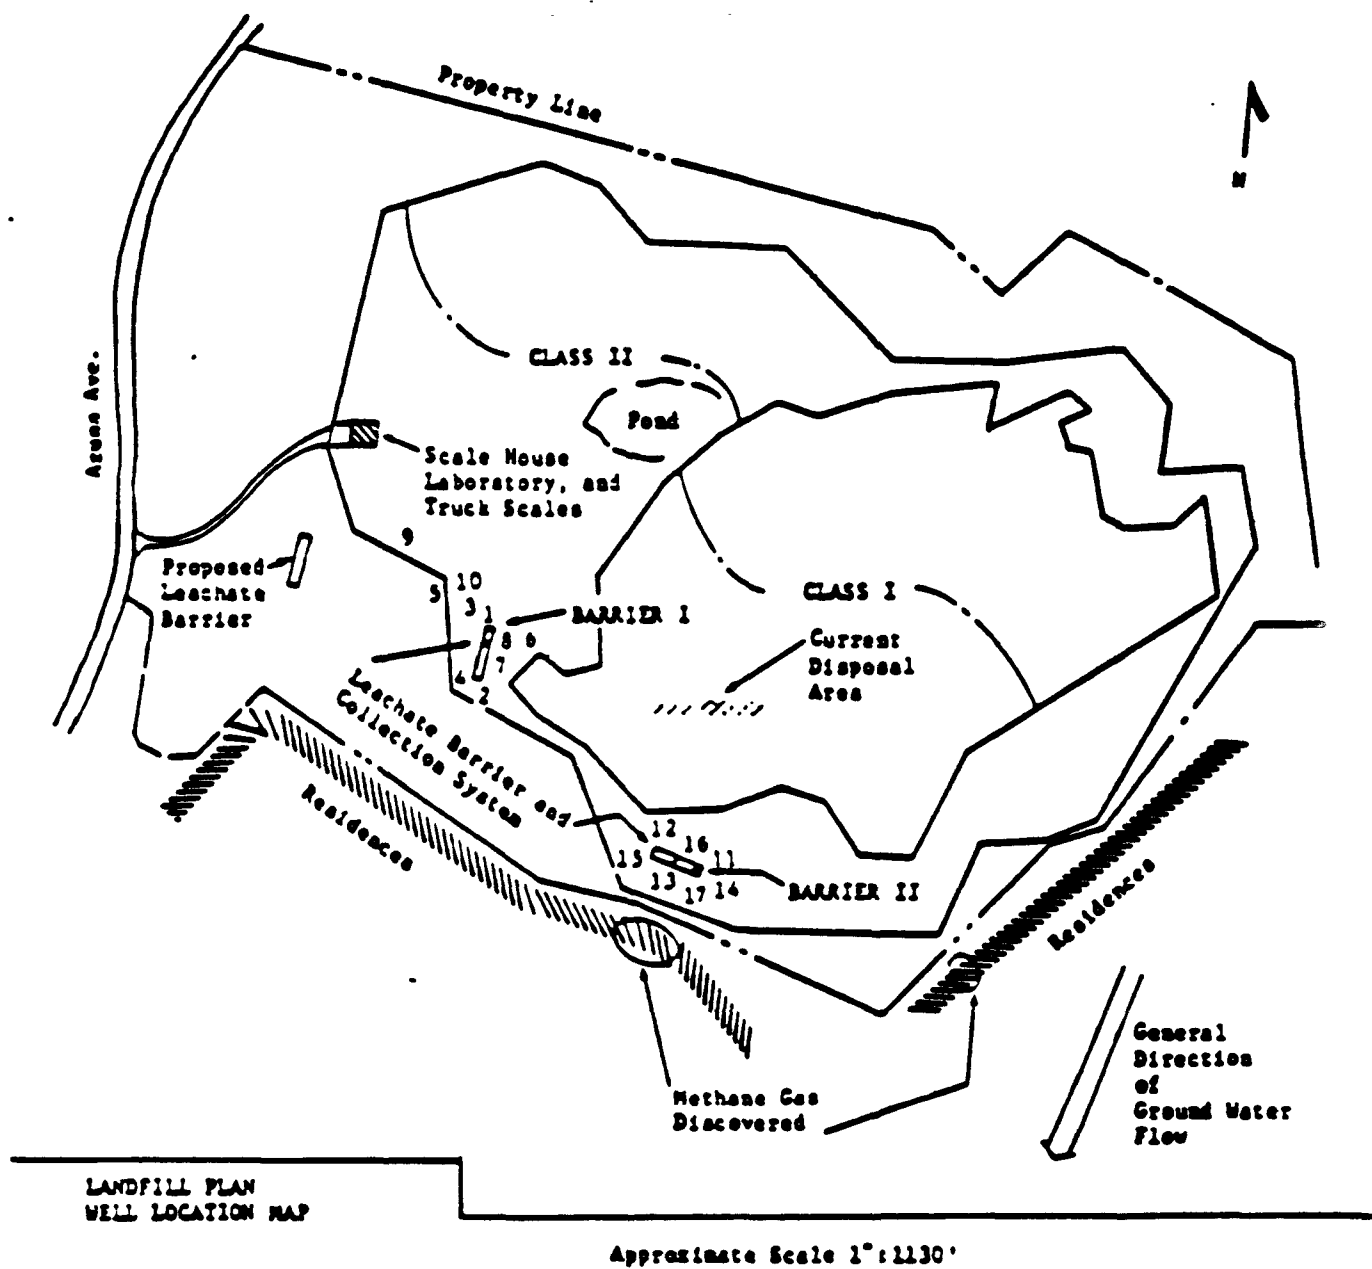 Property Line
N
CLASS II
Pond
Azusa Ave.
Scale House
Laboratory, and
Truck Scales
9
Proposed
Leachate
Barrier
5
10
3
1
BARRIER I
8
6
7
4
2
CLASS I
Current
Disposal
Area
Leachate Barrier and
Collection System
Residences
12
16
15
11
13
17
14
BARRIER II
Residences
General
Direction
of
Ground Water
Flow
Methane Gas
Discovered
LANDFILL PLAN
WELL LOCATION MAP
Approximate Scale 1":1130'